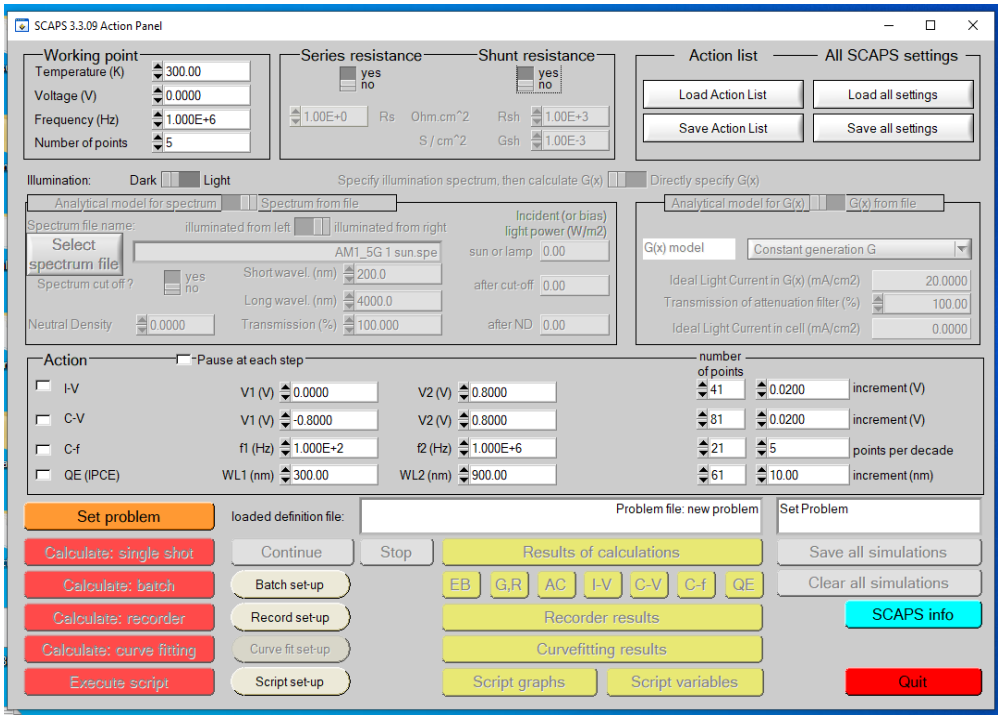 SCAPS 3.3.09 Action Panel
Working point
Temperature (K) 300.00
Voltage (V) 0.0000
Frequency (Hz) 1.000E+6
Number of points 5
Series resistance
yes
no
1.00E+0 Rs Ohm.cm^2
S / cm^2
Shunt resistance
yes
no
Rsh 1.00E+3
Gsh 1.00E-3
Action list
Load Action List
Save Action List
All SCAPS settings
Load all settings
Save all settings
Illumination: Dark Light
Specify illumination spectrum, then calculate G(x) Directly specify G(x)
Analytical model for spectrum Spectrum from file
Spectrum file name: illuminated from left illuminated from right
Select
spectrum file
AM1_5G 1 sun.spe
Spectrum cut off ? yes
no
Short wavel. (nm) 200.0
Long wavel. (nm) 4000.0
Neutral Density 0.0000
Transmission (%) 100.000
Incident (or bias)
light power (W/m2)
sun or lamp 0.00
after cut-off 0.00
after ND 0.00
Analytical model for G(x) G(x) from file
G(x) model Constant generation G
Ideal Light Current in G(x) (mA/cm2) 20.0000
Transmission of attenuation filter (%) 100.00
Ideal Light Current in cell (mA/cm2) 0.0000
Action
Pause at each step
number
of points
I-V V1 (V) 0.0000 V2 (V) 0.8000 41 0.0200 increment (V)
C-V V1 (V) -0.8000 V2 (V) 0.8000 81 0.0200 increment (V)
C-f f1 (Hz) 1.000E+2 f2 (Hz) 1.000E+6 21 5 points per decade
QE (IPCE) WL1 (nm) 300.00 WL2 (nm) 900.00 61 10.00 increment (nm)
Set problem loaded definition file: Problem file: new problem Set Problem
Calculate: single shot Continue Stop Results of calculations Save all simulations
Calculate: batch Batch set-up EB G,R AC I-V C-V C-f QE Clear all simulations
Calculate: recorder Record set-up Recorder results SCAPS info
Calculate: curve fitting Curve fit set-up Curvefitting results
Execute script Script set-up Script graphs Script variables Quit